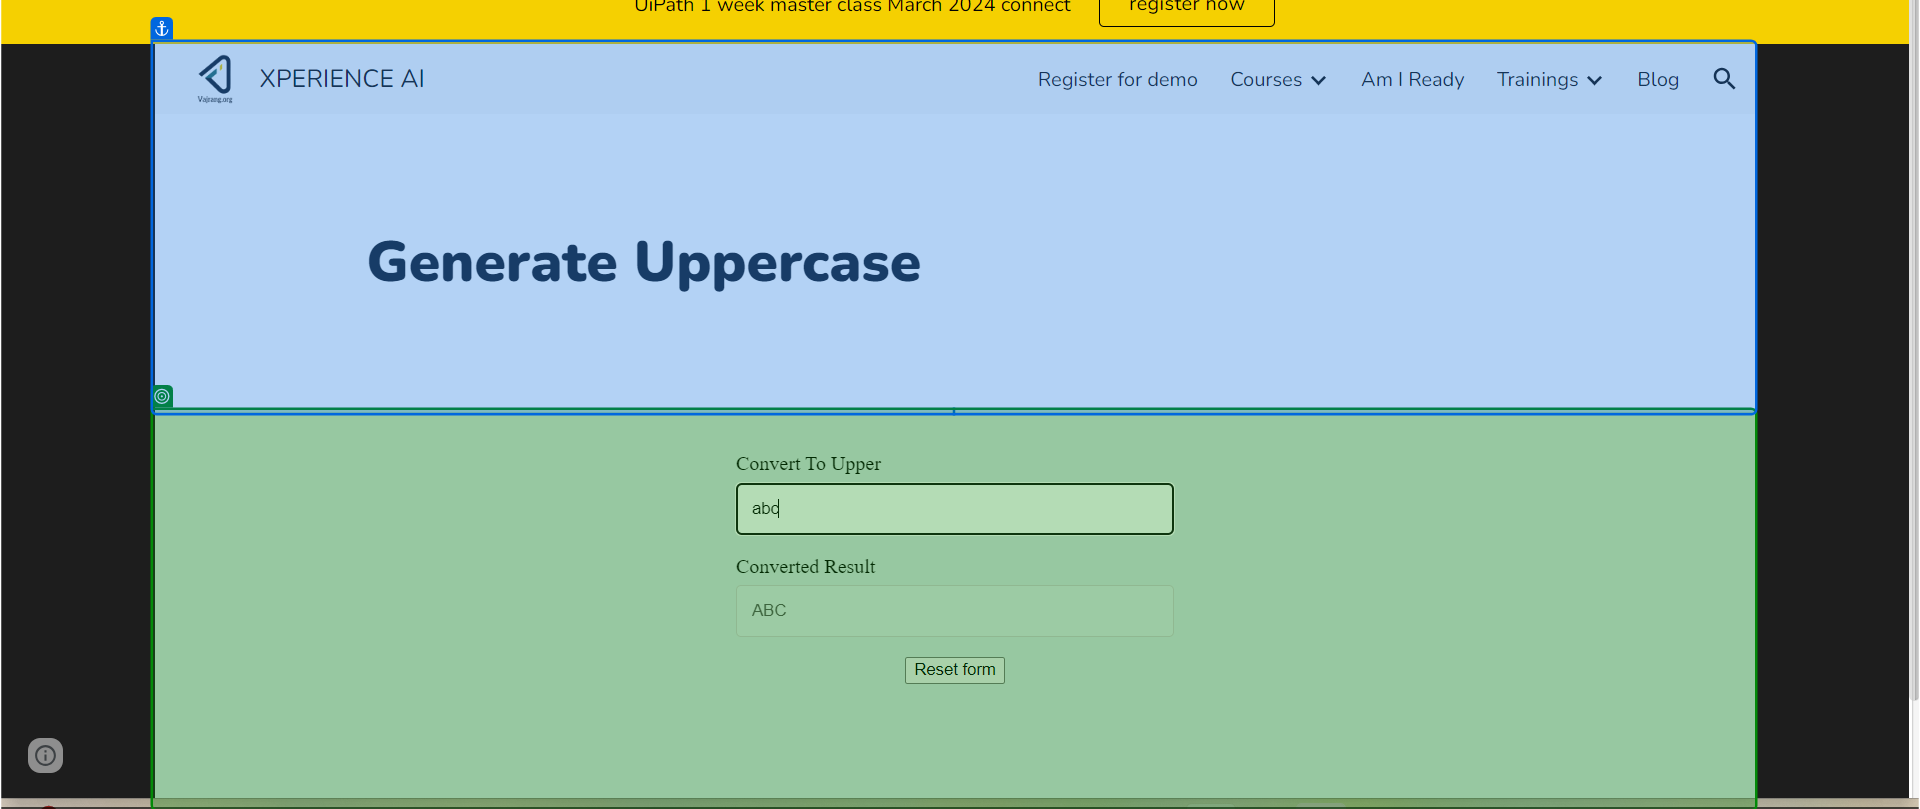 UiPath 1 week master class March 2024 connect
register now
Vajrang.org
XPERIENCE AI
Register for demo
Courses
Am I Ready
Trainings
Blog
Generate Uppercase
Convert To Upper
abc
Converted Result
ABC
Reset form